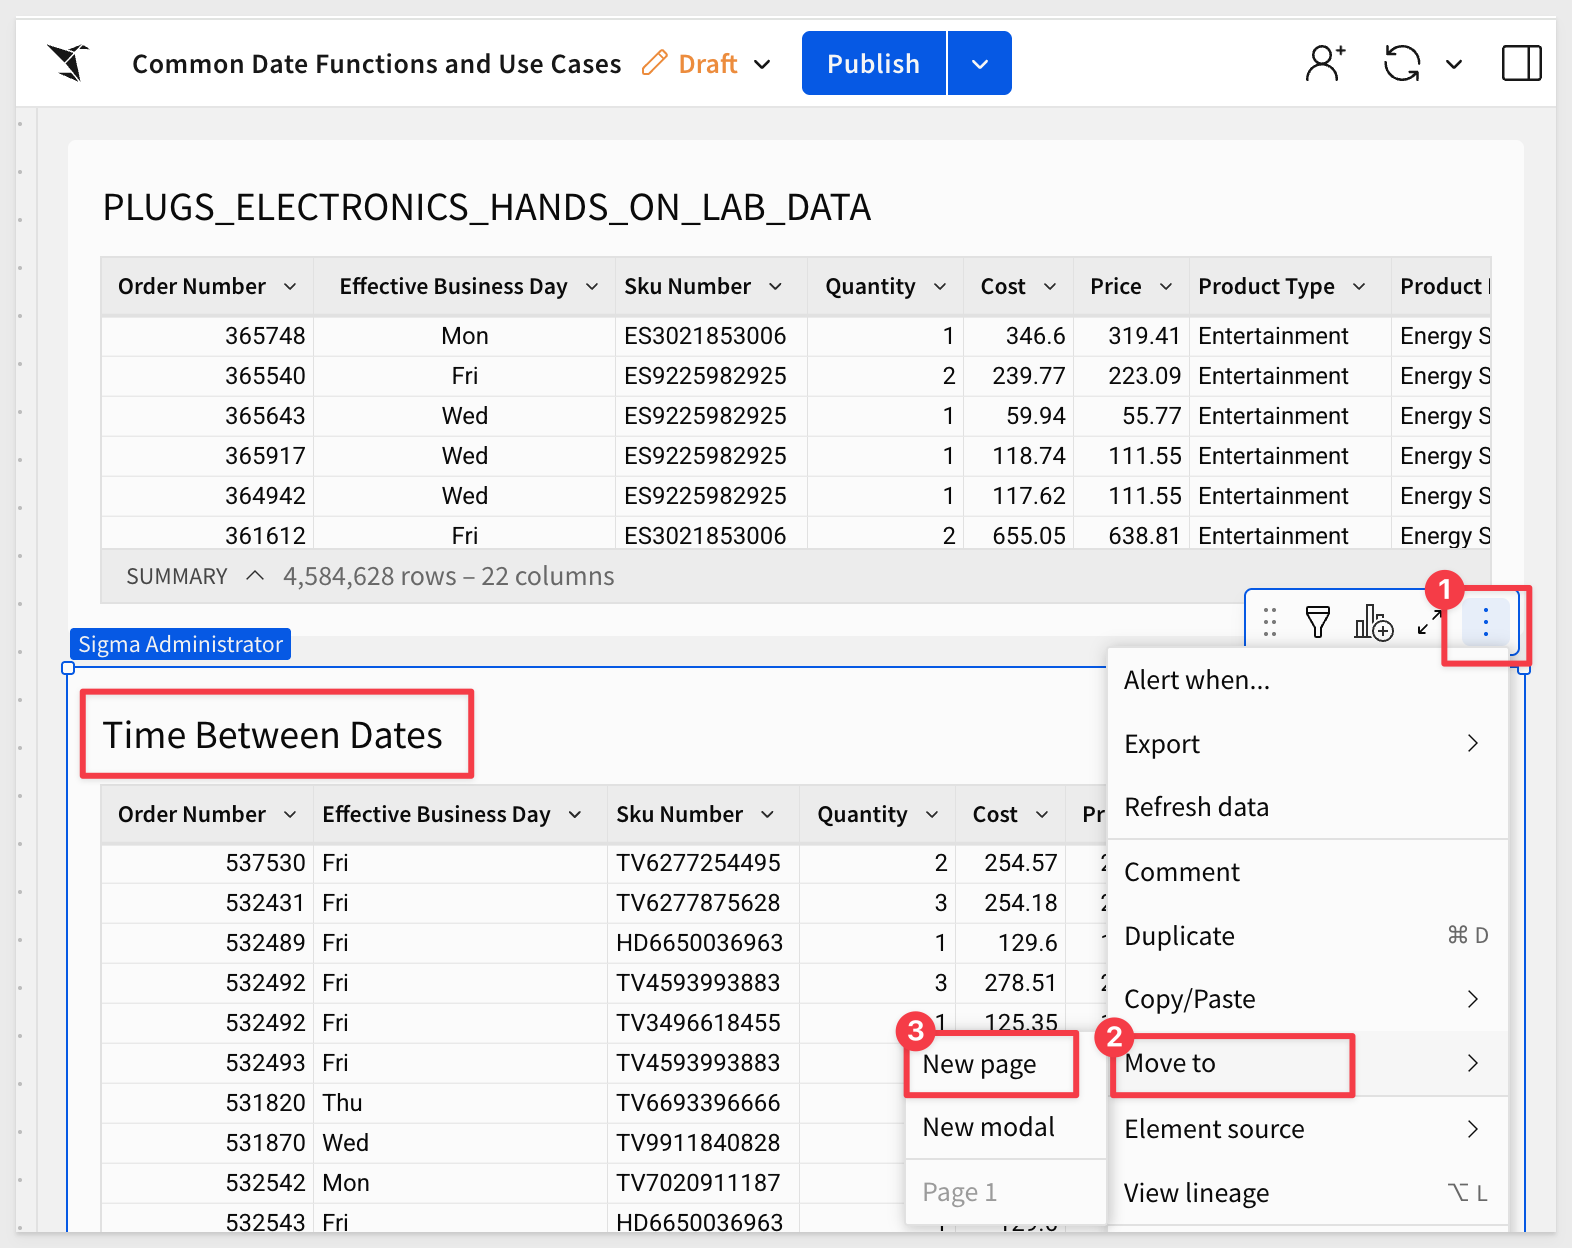 Common Date Functions and Use Cases Draft Publish
PLUGS_ELECTRONICS_HANDS_ON_LAB_DATA
Order Number Effective Business Day Sku Number Quantity Cost Price Product Type Product
365748 Mon ES3021853006 1 346.6 319.41 Entertainment Energy S
365540 Fri ES9225982925 2 239.77 223.09 Entertainment Energy S
365643 Wed ES9225982925 1 59.94 55.77 Entertainment Energy S
365917 Wed ES9225982925 1 118.74 111.55 Entertainment Energy S
364942 Wed ES9225982925 1 117.62 111.55 Entertainment Energy S
361612 Fri ES3021853006 2 655.05 638.81 Entertainment Energy S
SUMMARY 4,584,628 rows – 22 columns
1
Sigma Administrator
Time Between Dates
Order Number Effective Business Day Sku Number Quantity Cost Pr
537530 Fri TV6277254495 2 254.57
532431 Fri TV6277875628 3 254.18
532489 Fri HD6650036963 1 129.6
532492 Fri TV4593993883 3 278.51
532492 Fri TV3496618455 1 125.35
532493 Fri TV4593993883
531820 Thu TV6693396666
531870 Wed TV9911840828
532542 Mon TV7020911187
532543 Fri HD6650036963
Alert when...
Export
Refresh data
Comment
Duplicate ⌘ D
Copy/Paste
2
Move to
Element source
View lineage ⌥ L
3
New page
New modal
Page 1